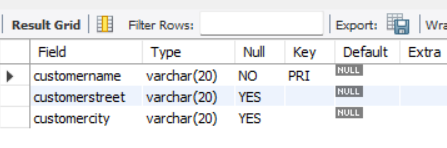 Result Grid Filter Rows: Export: Wra
Field Type Null Key Default Extra
customername varchar(20) NO PRI NULL
customerstreet varchar(20) YES NULL
customercity varchar(20) YES NULL